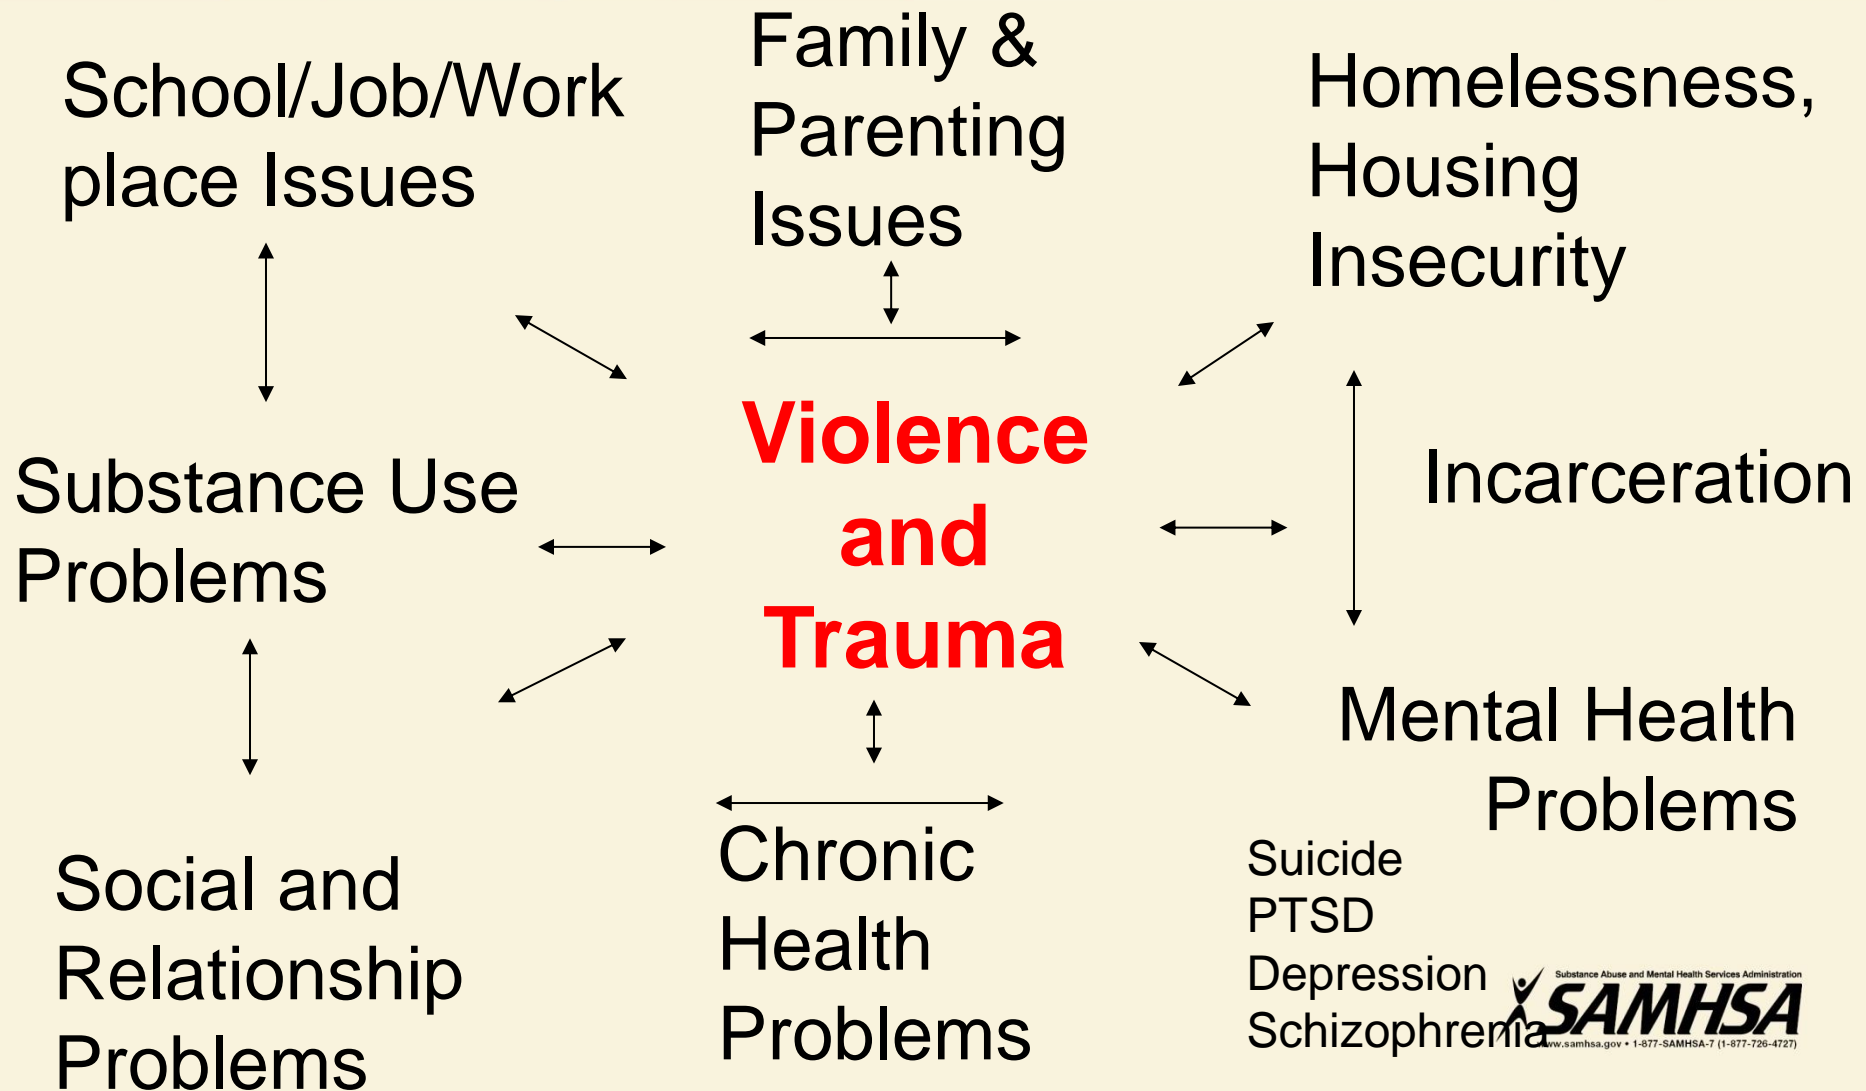 School/Job/Work
place Issues
Family &
Parenting
Issues
Homelessness,
Housing
Insecurity
Substance Use
Problems
Violence
and
Trauma
Incarceration
Social and
Relationship
Problems
Chronic
Health
Problems
Mental Health
Problems
Suicide
PTSD
Depression
Schizophrenia
Substance Abuse and Mental Health Services Administration
SAMHSA
www.samhsa.gov • 1-877-SAMHSA-7 (1-877-726-4727)